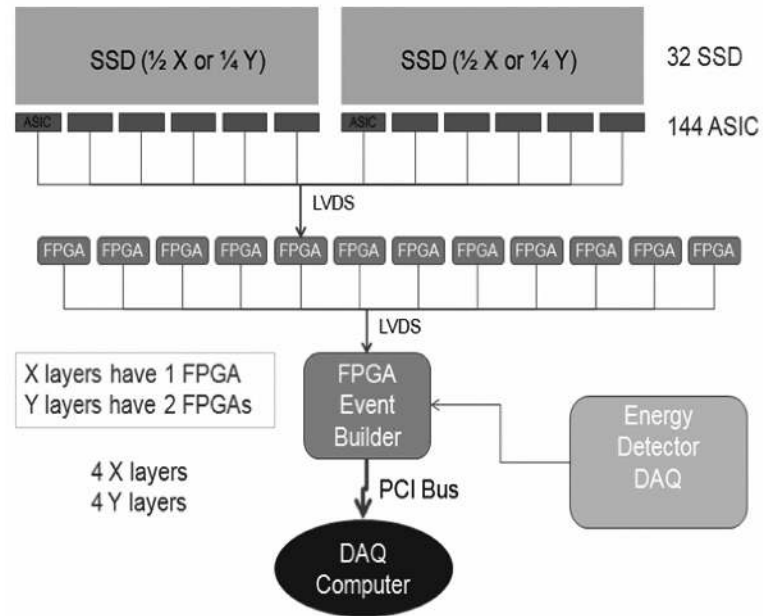 SSD (½ X or ¼ Y) SSD (½ X or ¼ Y) 32 SSD
ASIC ASIC 144 ASIC
LVDS
FPGA FPGA FPGA FPGA FPGA FPGA FPGA FPGA FPGA FPGA FPGA FPGA
LVDS
X layers have 1 FPGA
Y layers have 2 FPGAs
FPGA
Event
Builder
Energy
Detector
DAQ
4 X layers
4 Y layers
PCI Bus
DAQ
Computer